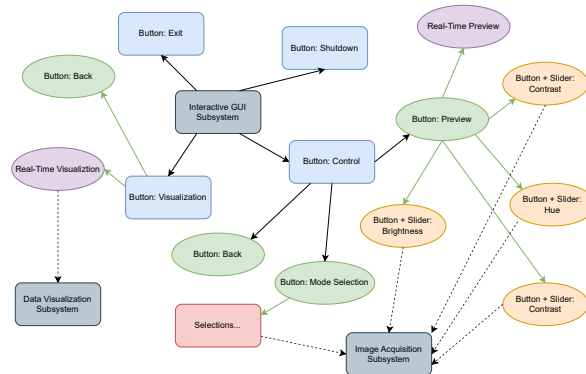 Button: Exit
Real-Time Preview
Button: Shutdown
Button: Back
Button + Slider:
Contrast
Interactive GUI
Subsystem
Button: Preview
Button: Control
Real-Time Visualiztion
Button: Visualization
Button + Slider:
Hue
Button + Slider:
Brightness
Button: Back
Button: Mode Selection
Data Visualization
Subsystem
Button + Slider:
Contrast
Selections...
Image Acquisition
Subsystem